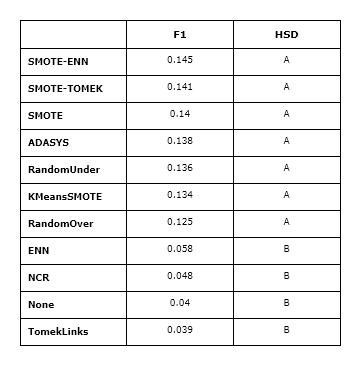 F1 HSD
SMOTE-ENN 0.145 A
SMOTE-TOMEK 0.141 A
SMOTE 0.14 A
ADASYS 0.138 A
RandomUnder 0.136 A
KMeansSMOTE 0.134 A
RandomOver 0.125 A
ENN 0.058 B
NCR 0.048 B
None 0.04 B
TomekLinks 0.039 B